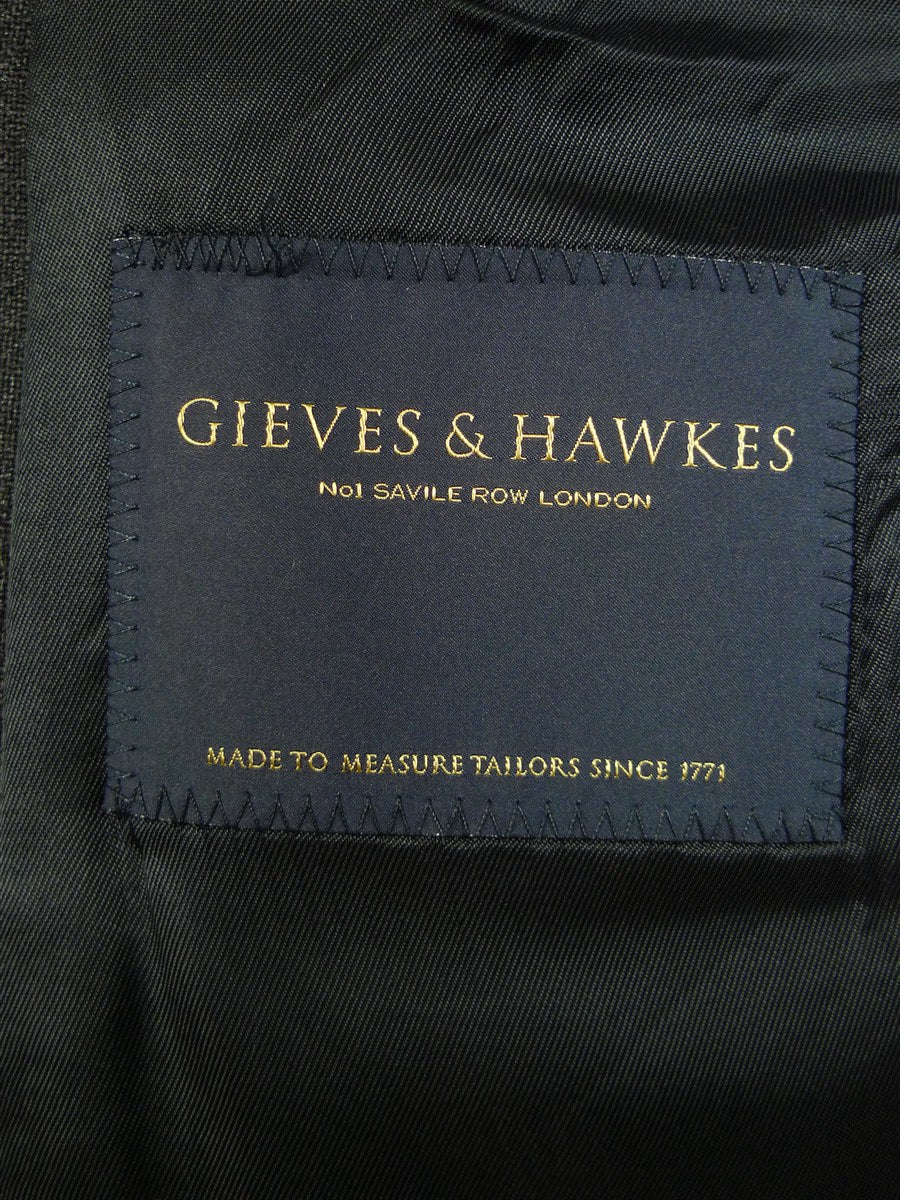 GIEVES & HAWKES
No1 SAVILE ROW LONDON
MADE TO MEASURE TAILORS SINCE 1771